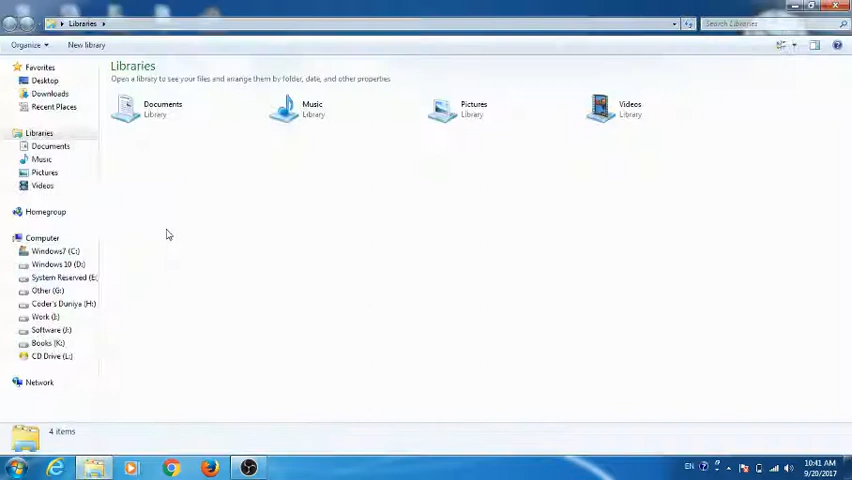 Libraries
Search Libraries
Organize
New library
Favorites
Desktop
Downloads
Recent Places
Libraries
Documents
Music
Pictures
Videos
Homegroup
Computer
Windows7 (C:)
Windows 10 (D:)
System Reserved (E:
Other (G:)
Coder's Duniya (H:)
Work (I:)
Software (J:)
Books (K:)
CD Drive (L:)
Network
Libraries
Open a library to see your files and arrange them by folder, date, and other properties
Documents
Library
Music
Library
Pictures
Library
Videos
Library
4 items
EN
10:41 AM
9/20/2017